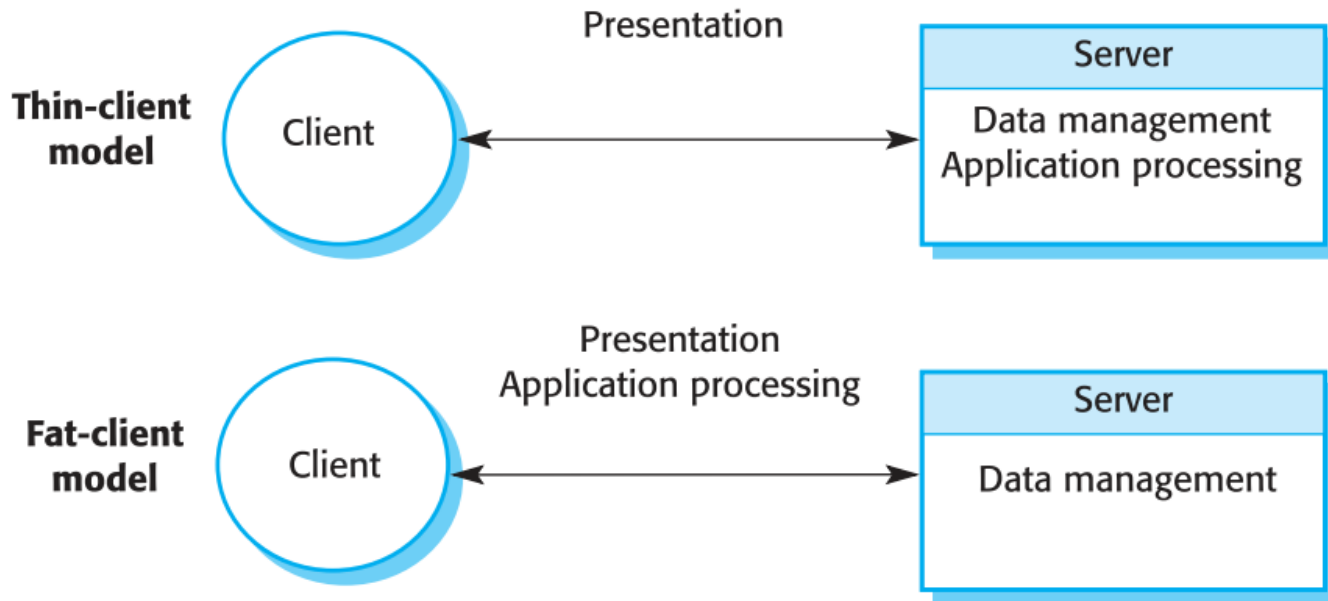 Presentation
Thin-client
model
Client
Server
Data management
Application processing
Presentation
Application processing
Fat-client
model
Client
Server
Data management